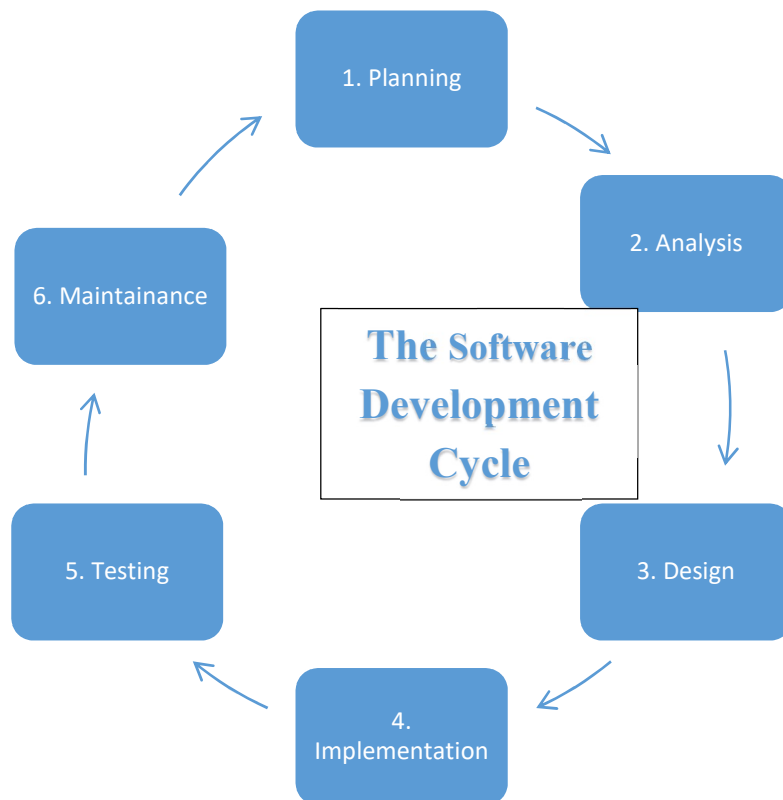 1. Planning
2. Analysis
3. Design
4.
Implementation
5. Testing
6. Maintainance
The Software
Development
Cycle